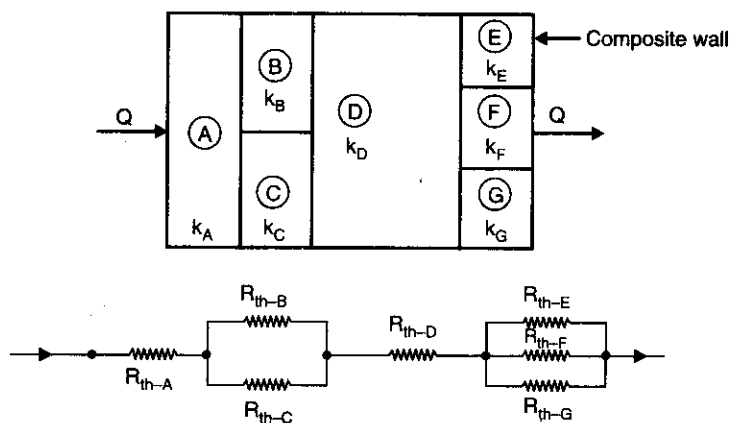 E
Composite wall
B
k_E
k_B
Q
A
D
F
Q
k_D
k_F
C
G
k_A
k_C
k_G
R_th–B
R_th–E
R_th–D
R_th–F
R_th–A
R_th–C
R_th–G